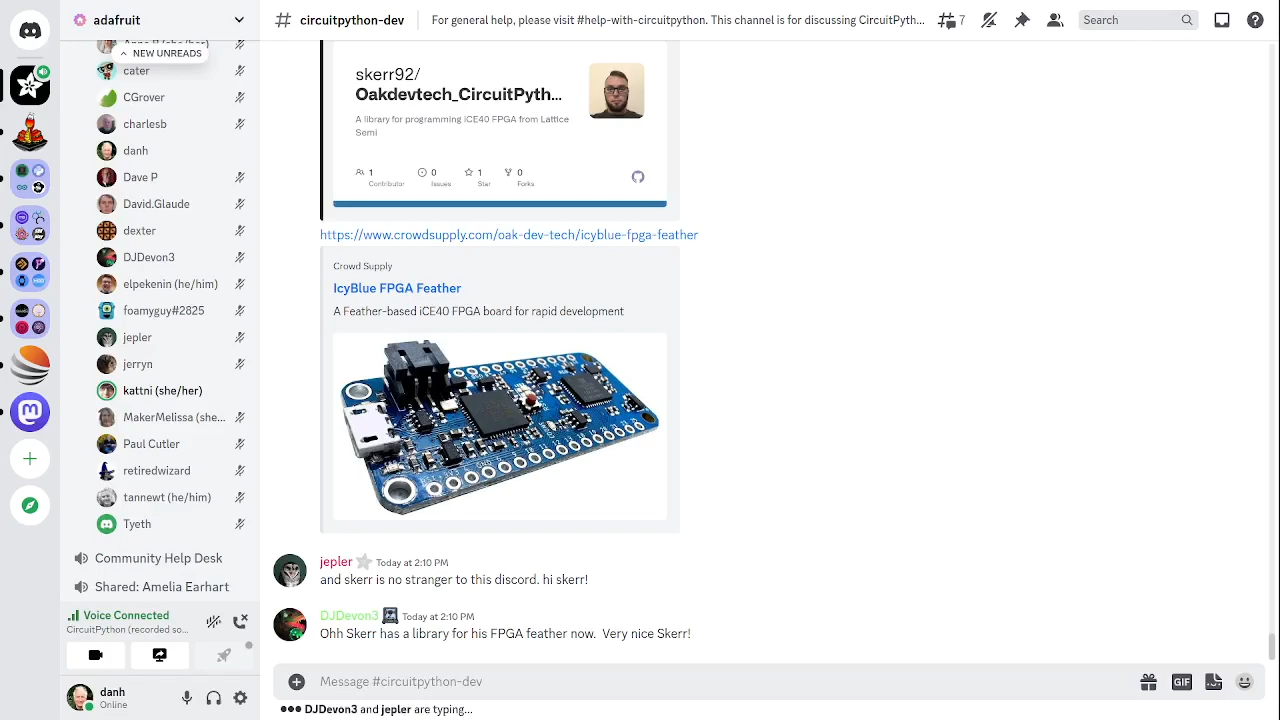 adafruit
NEW UNREADS
cater
CGrover
charlesb
danh
Dave P
David.Glaude
dexter
DJDevon3
elpekenin (he/him)
foamyguy#2825
jepler
jerryn
kattni (she/her)
MakerMelissa (she...
Paul Cutler
retiredwizard
tannewt (he/him)
Tyeth
Community Help Desk
Shared: Amelia Earhart
Voice Connected
CircuitPython (recorded so...
danh
Online
circuitpython-dev
For general help, please visit #help-with-circuitpython. This channel is for discussing CircuitPyth...
7
Search
skerr92/
Oakdevtech_CircuitPyth...
A library for programming iCE40 FPGA from Lattice
Semi
1
Contributor
0
Issues
1
Star
0
Forks
https://www.crowdsupply.com/oak-dev-tech/icyblue-fpga-feather
Crowd Supply
IcyBlue FPGA Feather
A Feather-based iCE40 FPGA board for rapid development
jepler Today at 2:10 PM
and skerr is no stranger to this discord. hi skerr!
DJDevon3 Today at 2:10 PM
Ohh Skerr has a library for his FPGA feather now. Very nice Skerr!
Message #circuitpython-dev
GIF
DJDevon3 and jepler are typing...